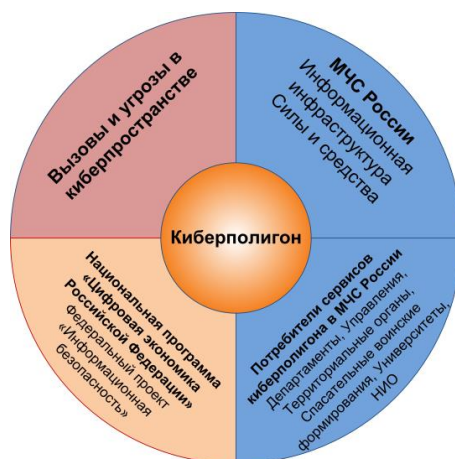 Вызовы и угрозы в
киберпространстве
МЧС России
Информационная
инфраструктура
Силы и средства
Киберполигон
Национальная программа
«Цифровая экономика
Российской Федерации»
Федеральный проект
«Информационная
безопасность»
Потребители сервисов
киберполигона в МЧС России
Департаменты, Управления,
Территориальные органы,
Спасательные воинские
формирования, Университеты,
НИО